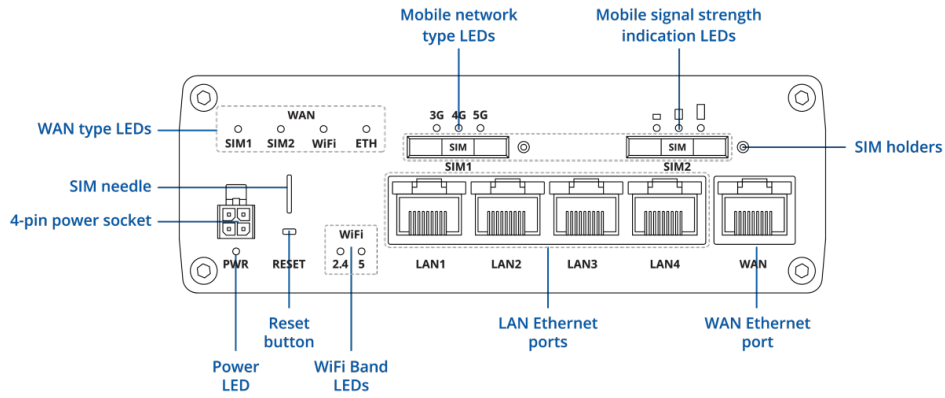 Mobile network
type LEDs
Mobile signal strength
indication LEDs
WAN type LEDs
WAN
SIM1 SIM2 WiFi ETH
3G 4G 5G
SIM
SIM1
SIM
SIM2
SIM holders
SIM needle
4-pin power socket
PWR
RESET
WiFi
2.4 5
LAN1 LAN2 LAN3 LAN4 WAN
Reset
button
LAN Ethernet
ports
WAN Ethernet
port
Power
LED
WiFi Band
LEDs